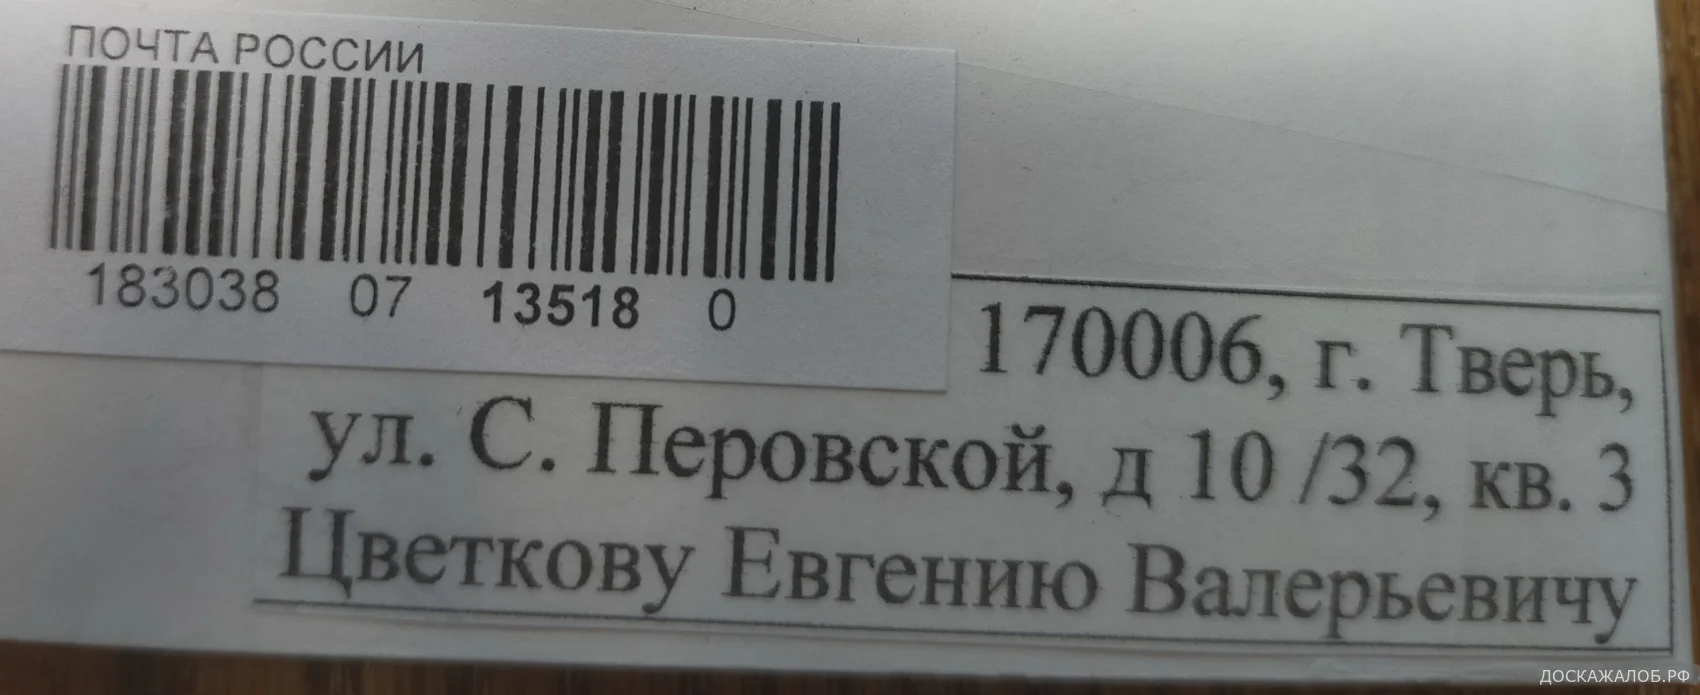 ПОЧТА РОССИИ
183038 07 13518 0
170006, г. Тверь,
ул. С. Перовской, д 10 /32, кв. 3
Цветкову Евгению Валерьевичу
ДОСКАЖАЛОБ.РФ